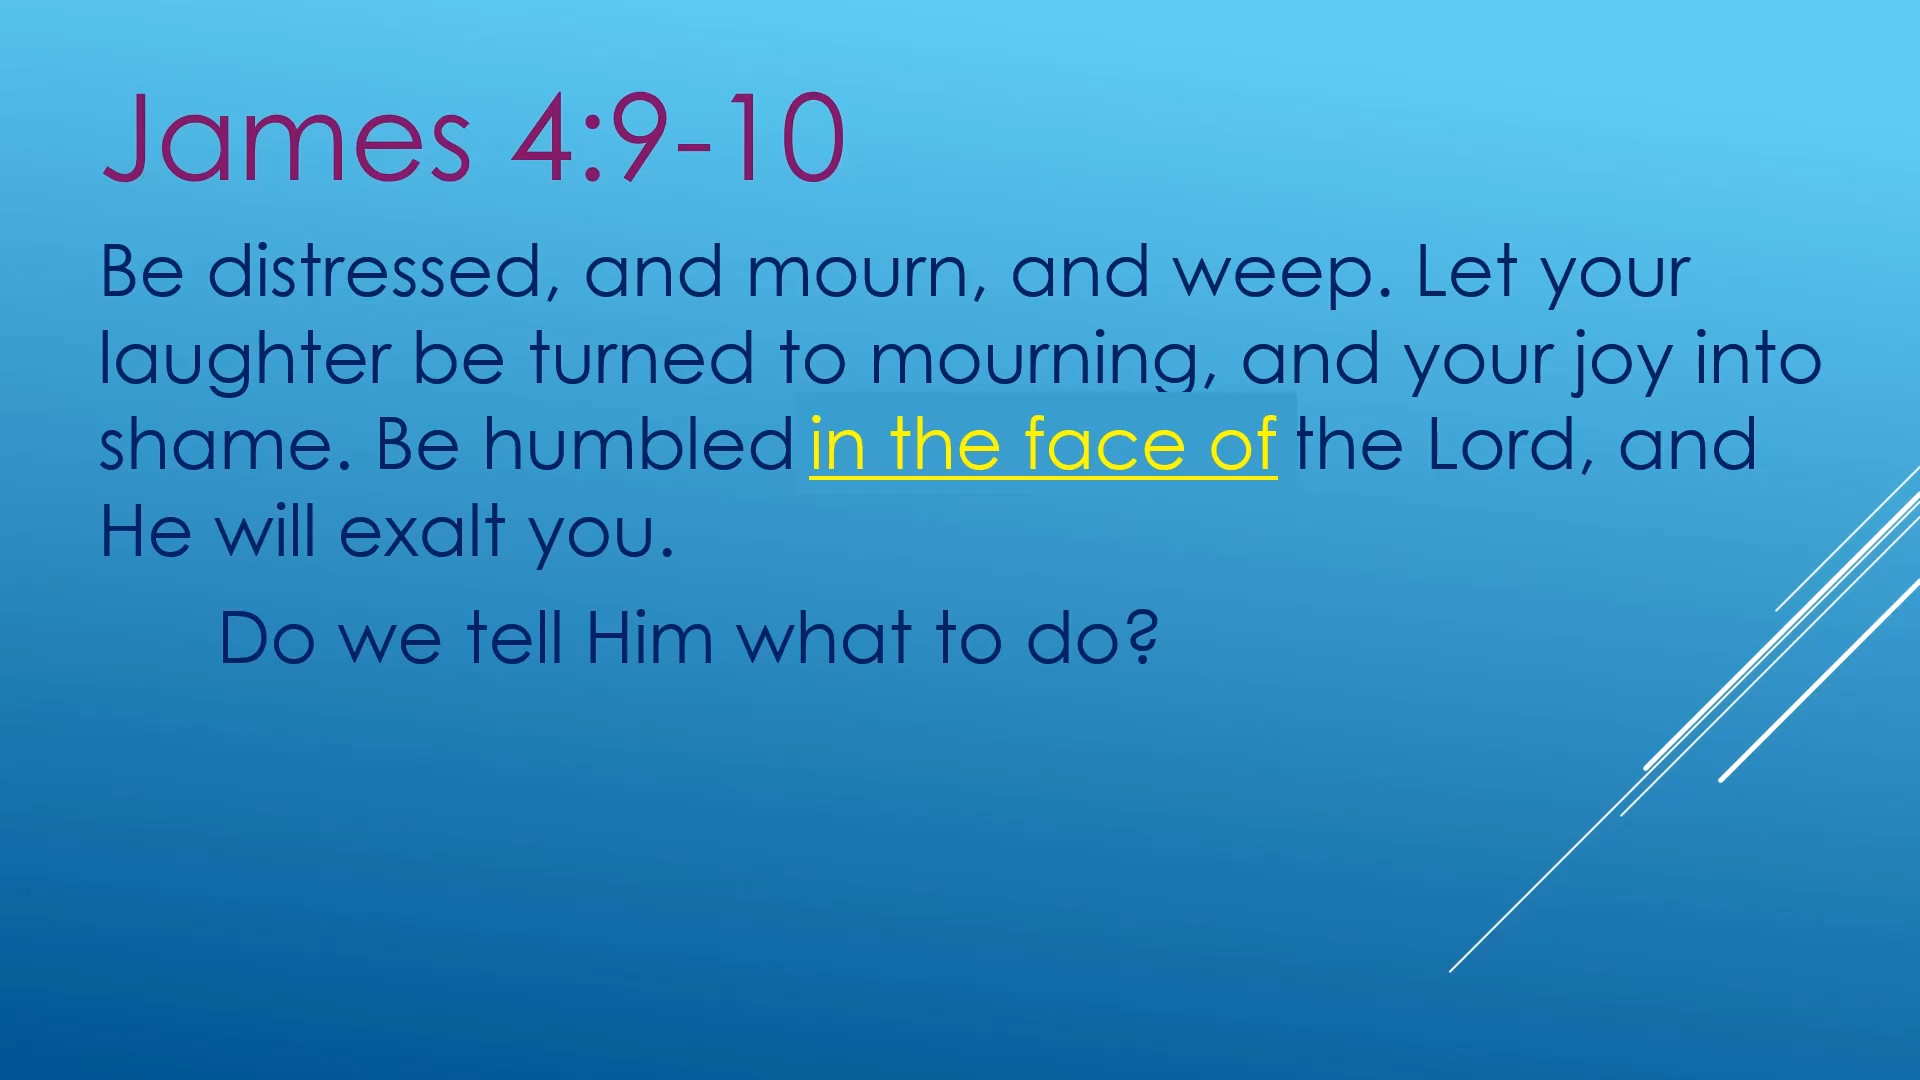 James 4:9-10
Be distressed, and mourn, and weep. Let your
laughter be turned to mourning, and your joy into
shame. Be humbled in the face of the Lord, and
He will exalt you.
Do we tell Him what to do?